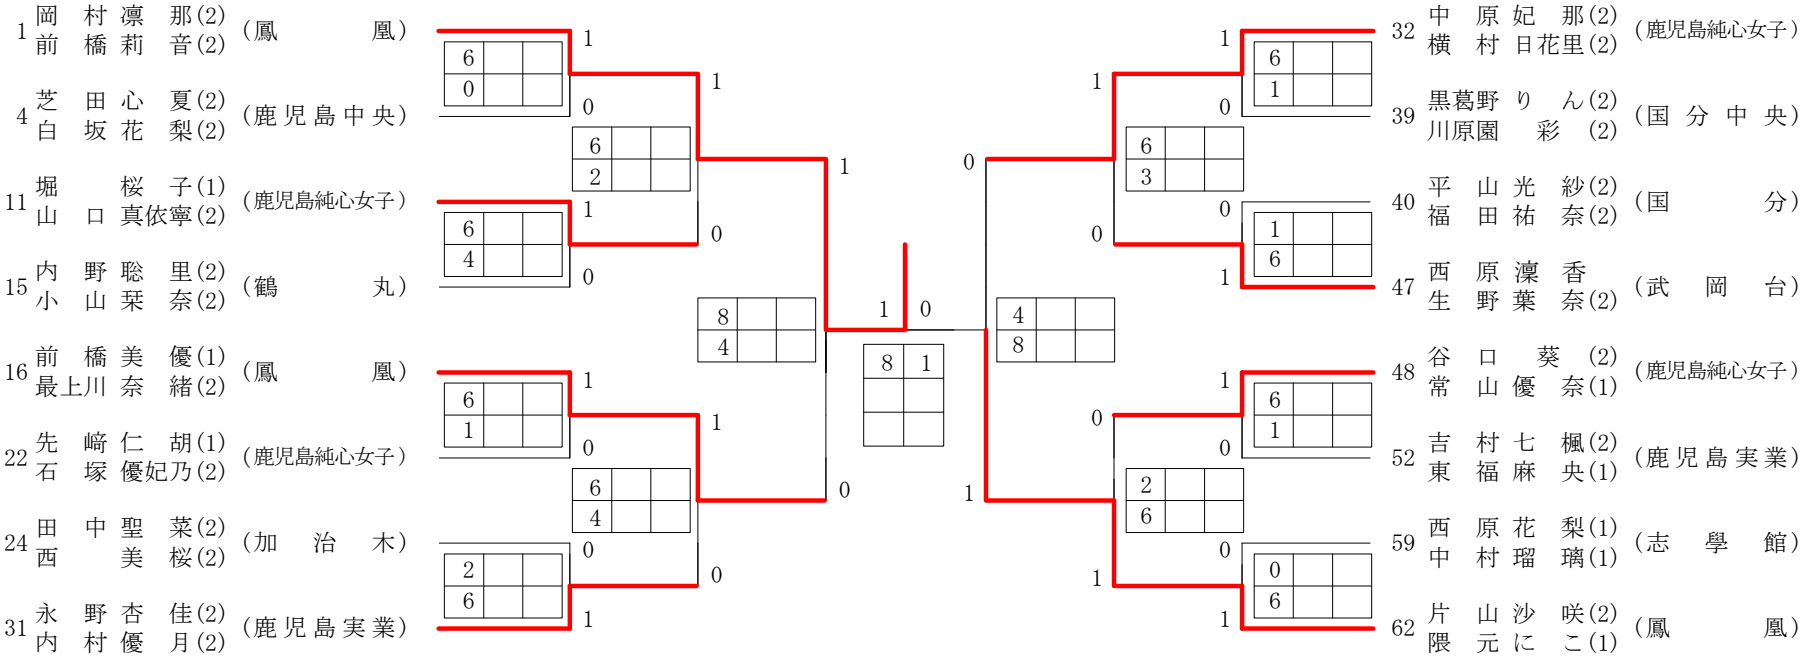 1 岡村凛那(2) (鳳凰)
前橋莉音(2)
1
6
0
0
4 芝田心夏(2) (鹿児島中央)
白坂花梨(2)
1
6
2
11 堀桜子(1) (鹿児島純心女子)
山口真依寧(2)
1
6
4
0
0
15 内野聡里(2) (鶴丸)
小山栞奈(2)
1
8
4
16 前橋美優(1) (鳳凰)
最上川奈緒(2)
1
6
1
0
22 先﨑仁胡(1) (鹿児島純心女子)
石塚優妃乃(2)
1
6
4
0
24 田中聖菜(2) (加治木)
西美桜(2)
0
2
6
1
0
31 永野杏佳(2) (鹿児島実業)
内村優月(2)
1 0
8 1
32 中原妃那(2) (鹿児島純心女子)
横村日花里(2)
1
6
1
0
39 黒葛野りん(2) (国分中央)
川原園彩(2)
1
6
3
0
40 平山光紗(2) (国分)
福田祐奈(2)
0
1
6
1
0
47 西原凜香 (武岡台)
生野葉奈(2)
4
8
48 谷口葵(2) (鹿児島純心女子)
常山優奈(1)
1
6
1
0
0
52 吉村七楓(2) (鹿児島実業)
東福麻央(1)
2
6
1
59 西原花梨(1) (志學館)
中村瑠璃(1)
0
0
6
1
1
62 片山沙咲(2) (鳳凰)
隈元にこ(1)